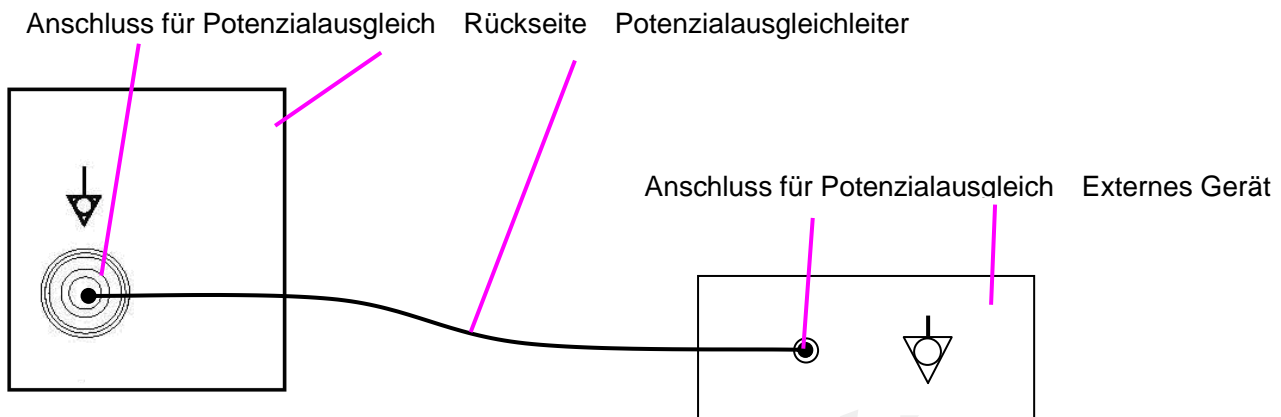 Anschluss für Potenzialausgleich Rückseite Potenzialausgleichleiter
Anschluss für Potenzialausgleich Externes Gerät